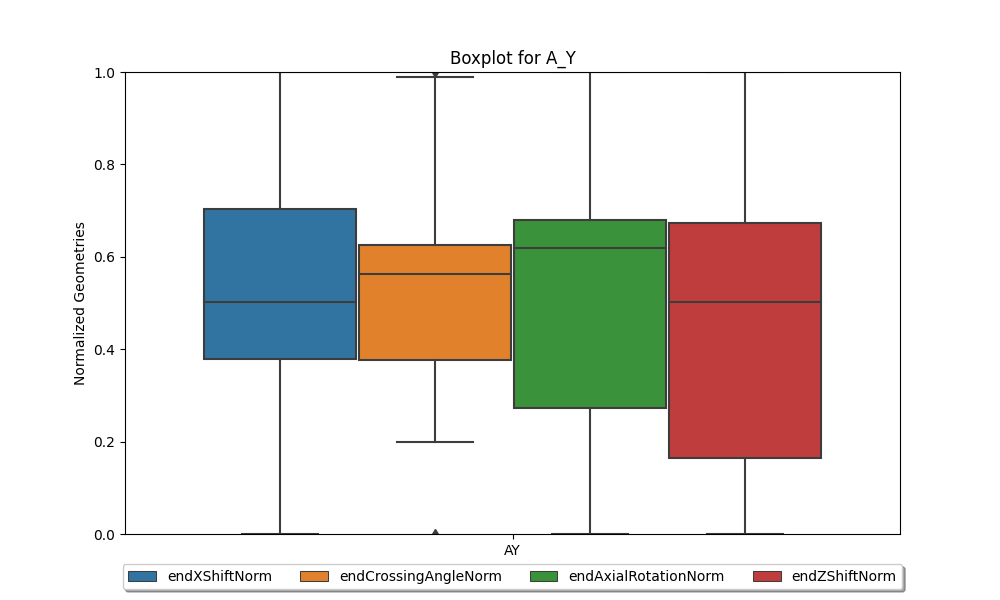 Boxplot for A_Y
1.0
0.8
0.6
0.4
0.2
0.0
Normalized Geometries
AY
endXShiftNorm endCrossingAngleNorm endAxialRotationNorm endZShiftNorm